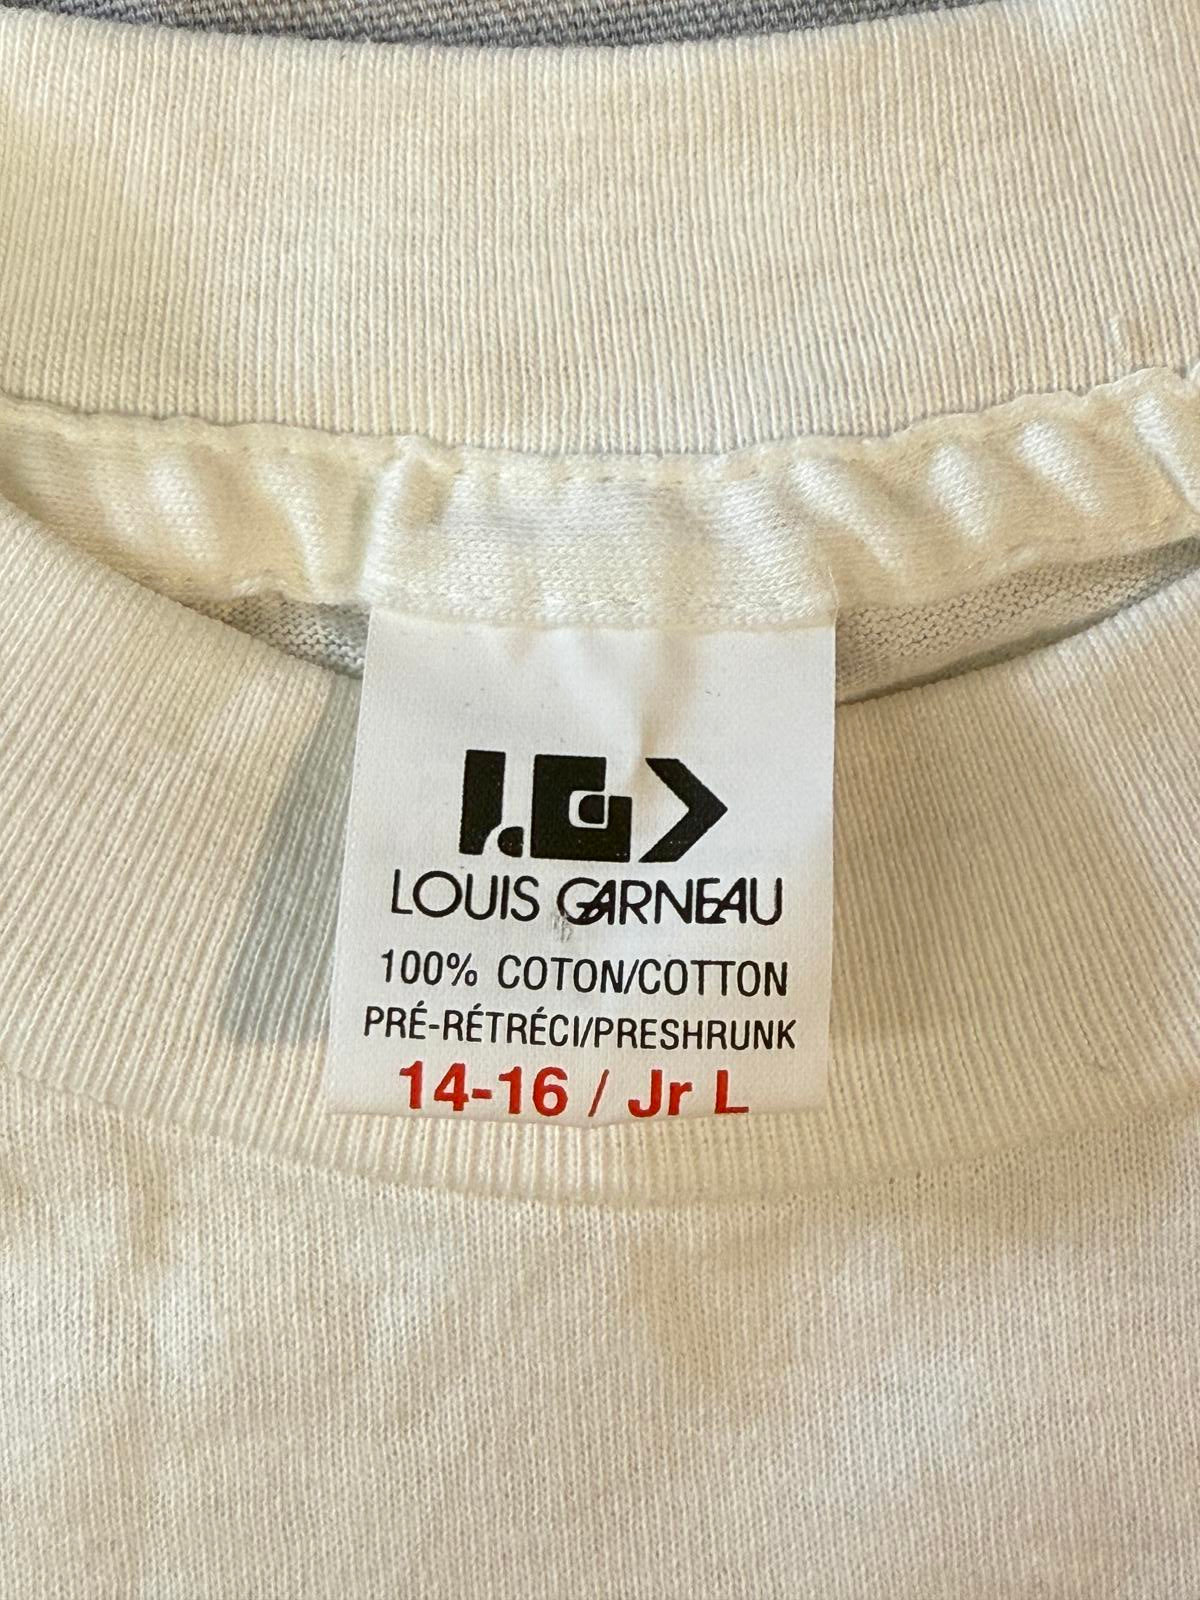 L.G
LOUIS GARNEAU
100% COTON/COTTON
PRÉ-RÉTRÉCI/PRESHRUNK
14-16 / Jr L